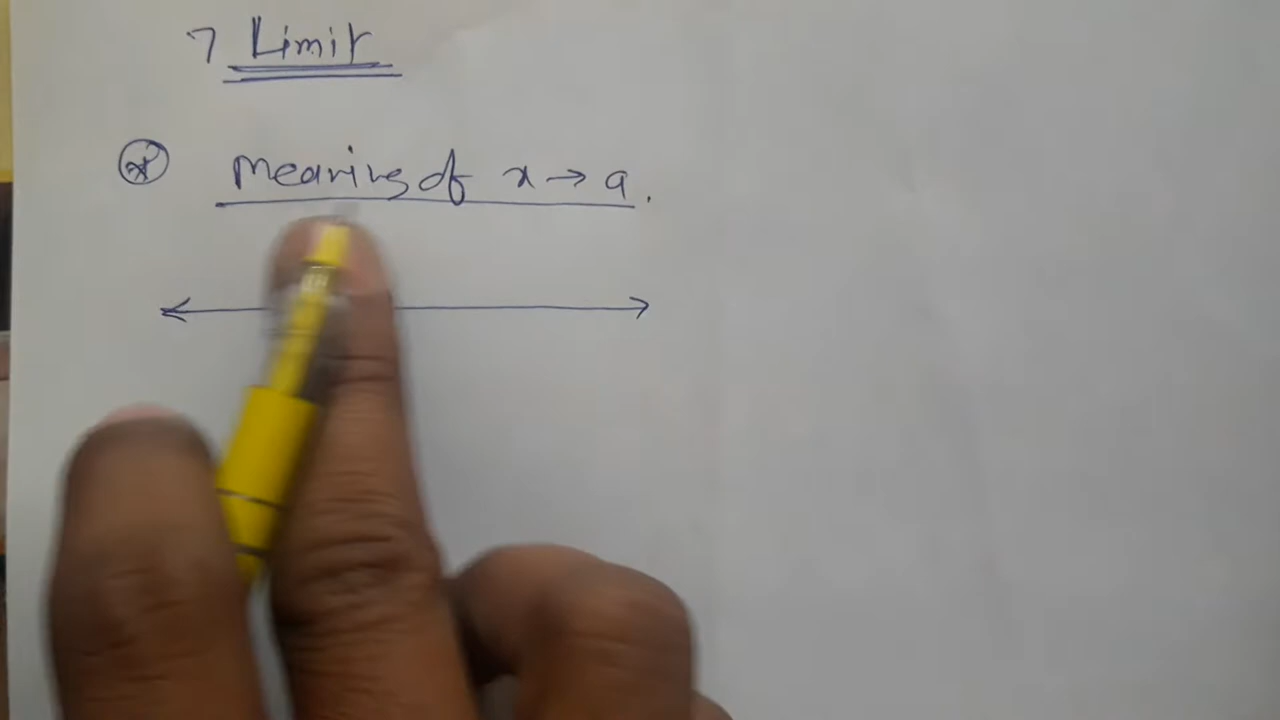 7 Limit
* Meaning of x → a.